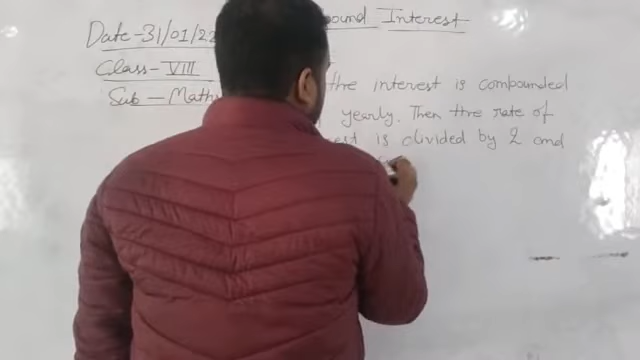 Date-31/01/22
ound Interest
Class-VIII
Sub - Maths
the interest is compounded
yearly. Then the rate of
est is divided by 2 and